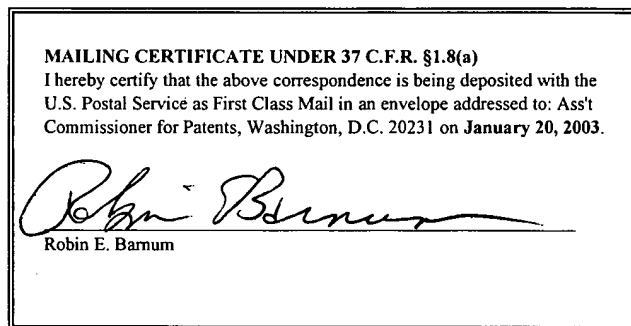 MAILING CERTIFICATE UNDER 37 C.F.R. §1.8(a)
I hereby certify that the above correspondence is being deposited with the
U.S. Postal Service as First Class Mail in an envelope addressed to: Ass't
Commissioner for Patents, Washington, D.C. 20231 on January 20, 2003.
Robin Barnum
Robin E. Barnum